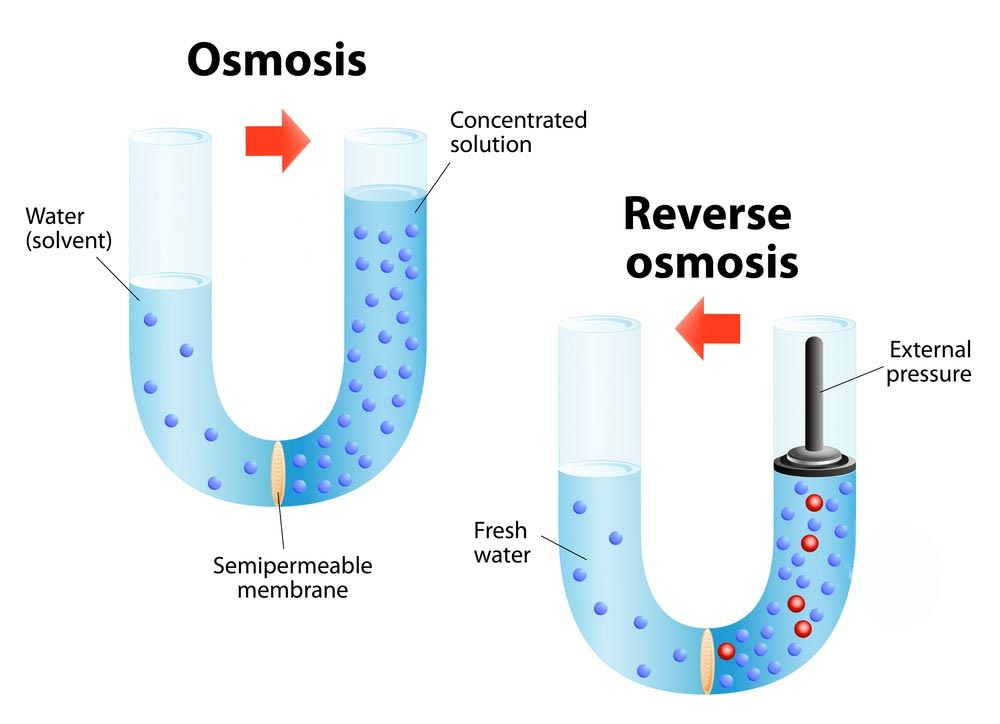 Osmosis
Concentrated
solution
Water
(solvent)
Semipermeable
membrane
Reverse
osmosis
External
pressure
Fresh
water